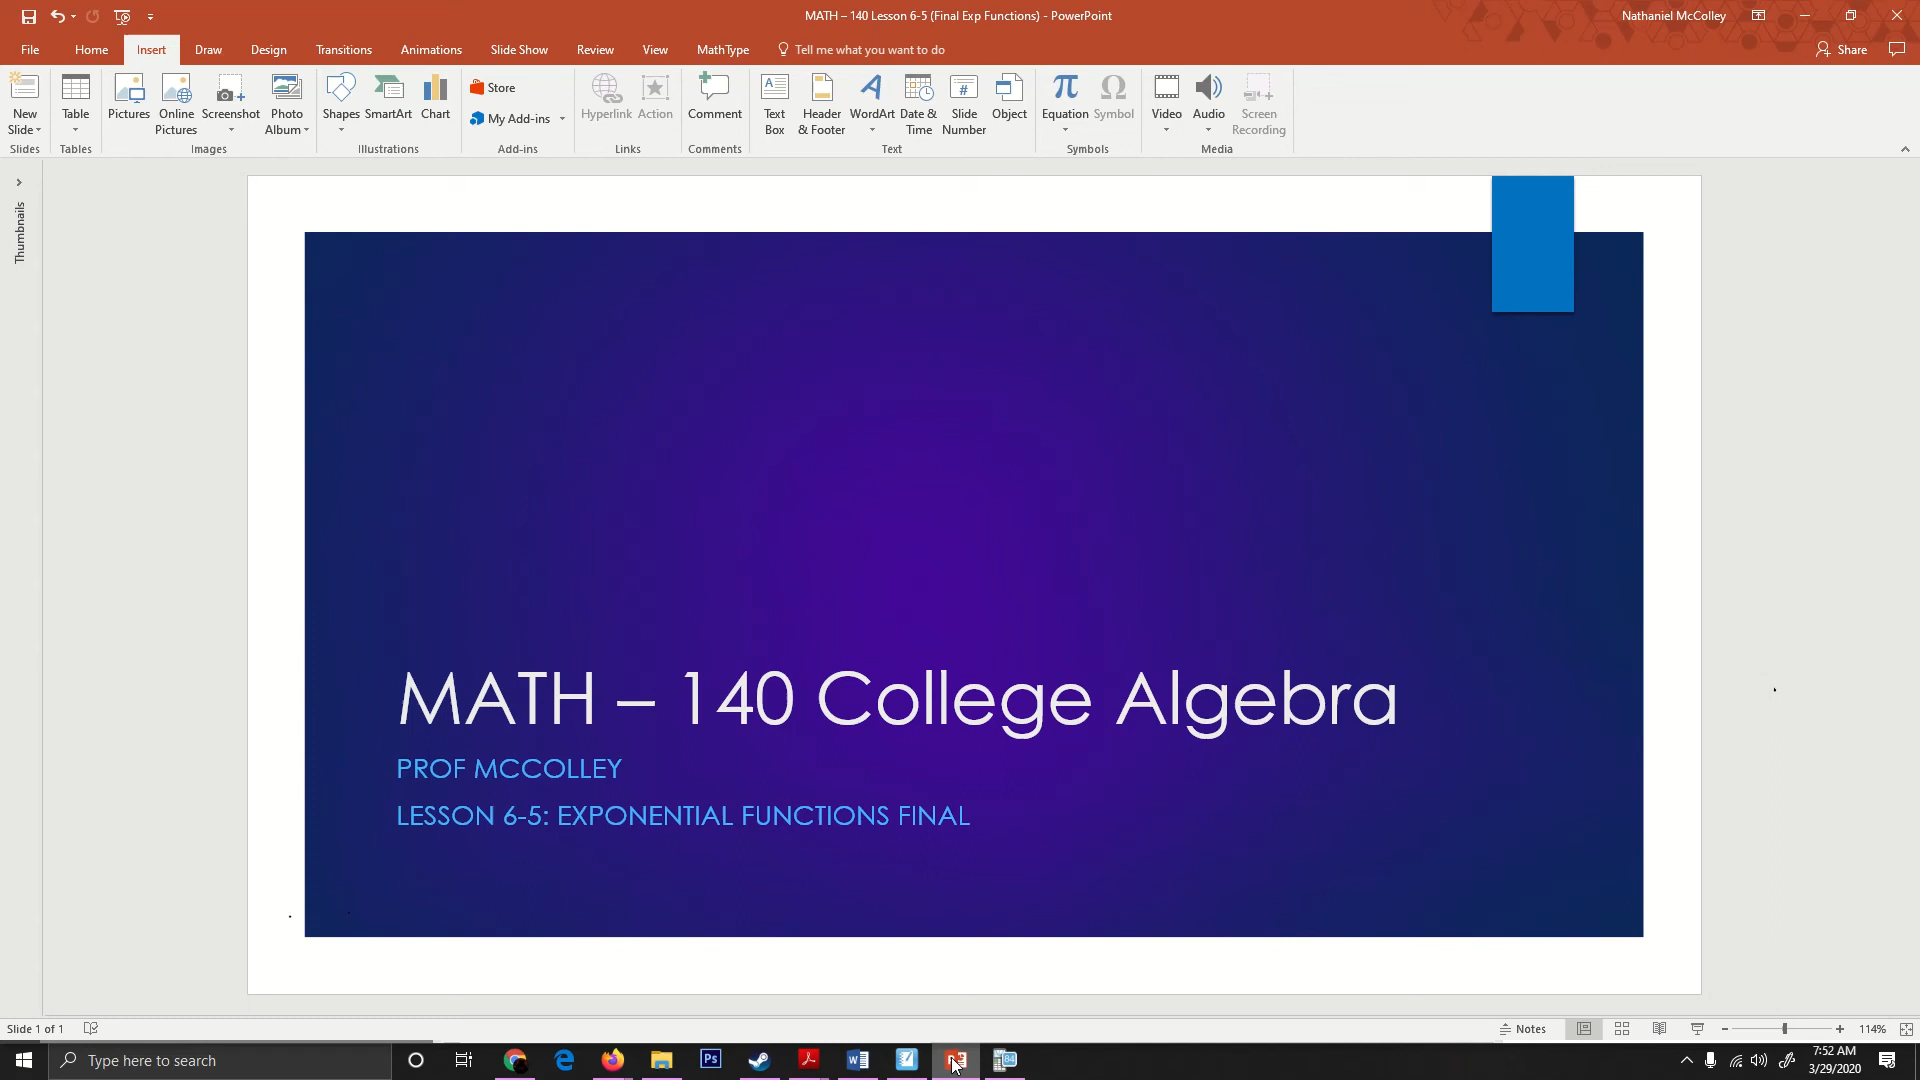 MATH – 140 Lesson 6-5 (Final Exp Functions) - PowerPoint
Nathaniel McColley
File Home Insert Draw Design Transitions Animations Slide Show Review View MathType Tell me what you want to do
Share
New Slide
Slides
Table
Tables
Pictures
Online Pictures
Screenshot
Photo Album
Images
Shapes
SmartArt
Chart
Illustrations
Store
My Add-ins
Add-ins
Hyperlink
Action
Links
Comment
Comments
Text Box
Header & Footer
WordArt
Date & Time
Slide Number
Object
Text
Equation
Symbol
Symbols
Video
Audio
Screen Recording
Media
Thumbnails
MATH – 140 College Algebra
PROF MCCOLLEY
LESSON 6-5: EXPONENTIAL FUNCTIONS FINAL
Slide 1 of 1
Notes
114%
Type here to search
Ps
84
7:52 AM
3/29/2020